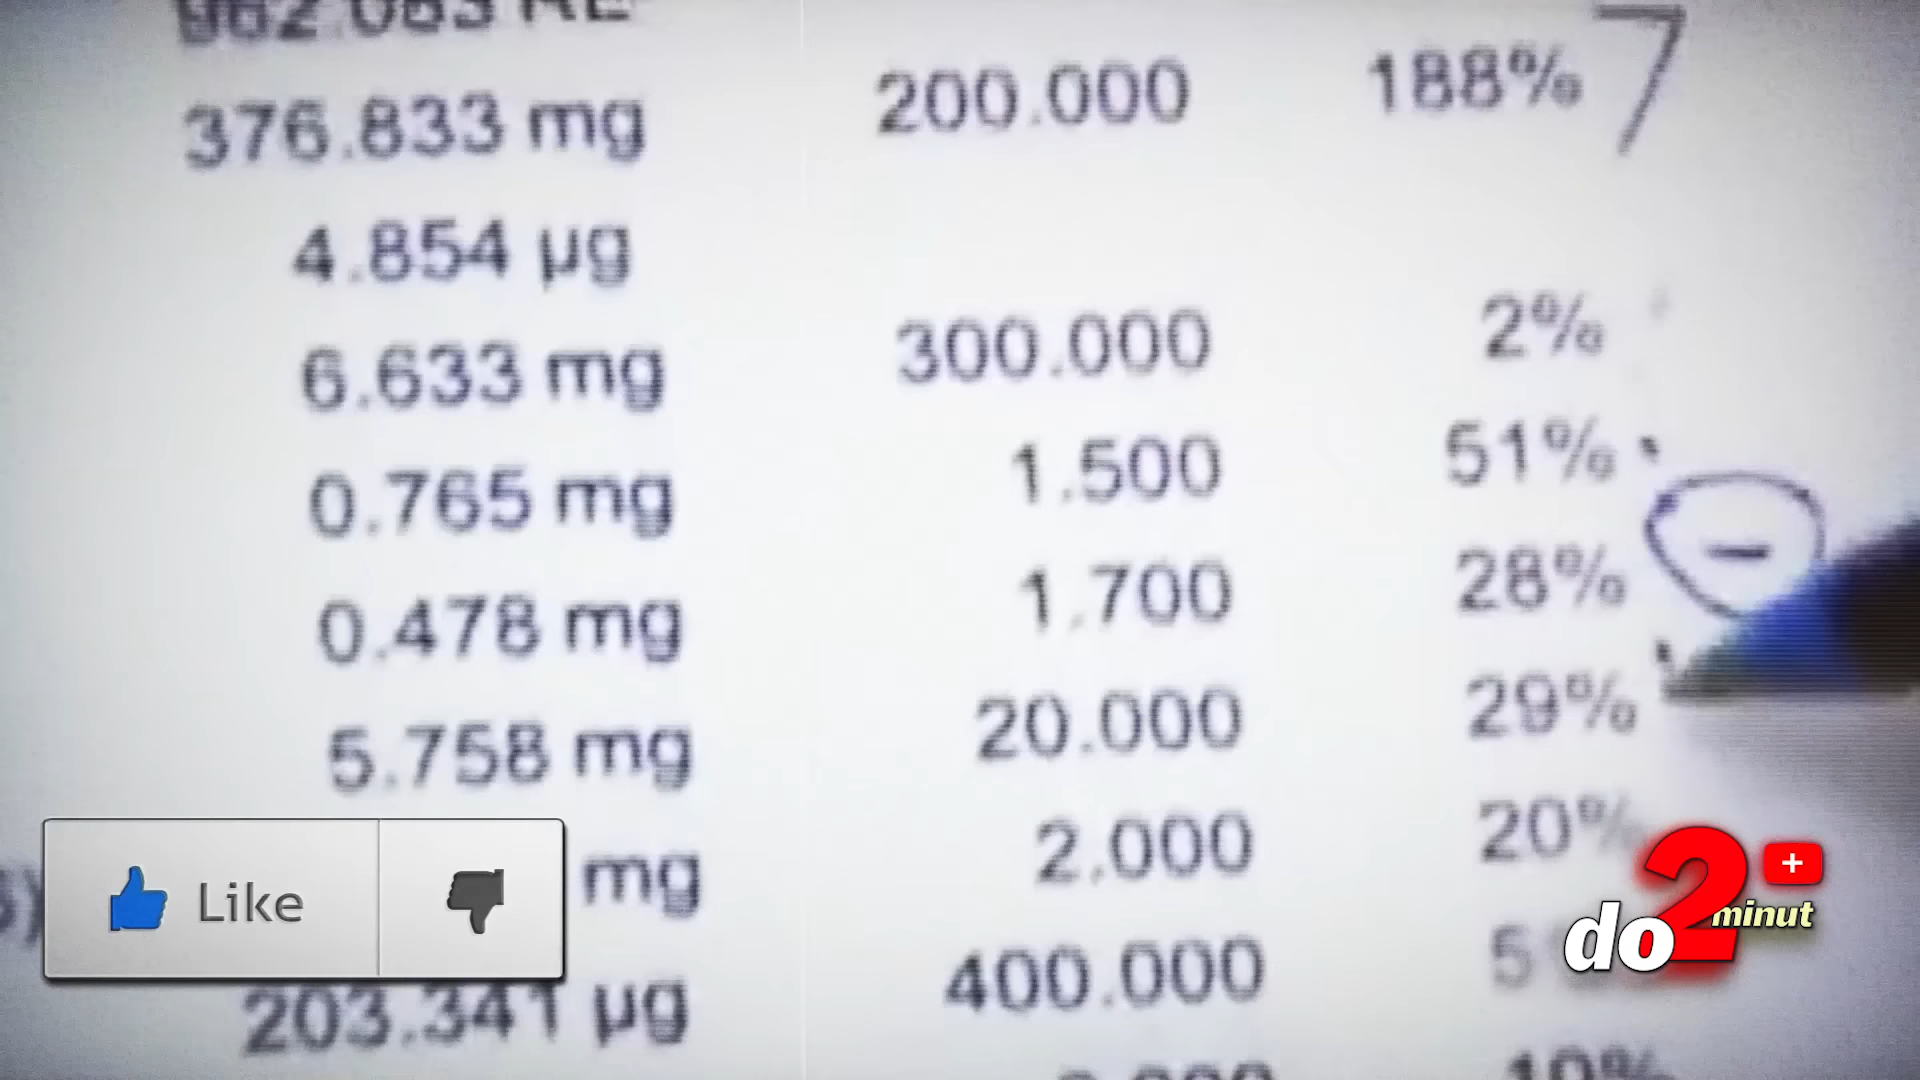 376.833 mg 200.000 188%
4.854 µg
6.633 mg 300.000 2%
0.765 mg 1.500 51%
0.478 mg 1.700 28%
5.758 mg 20.000 29%
mg 2.000 20%
203.341 µg 400.000
Like
do 2 minut +